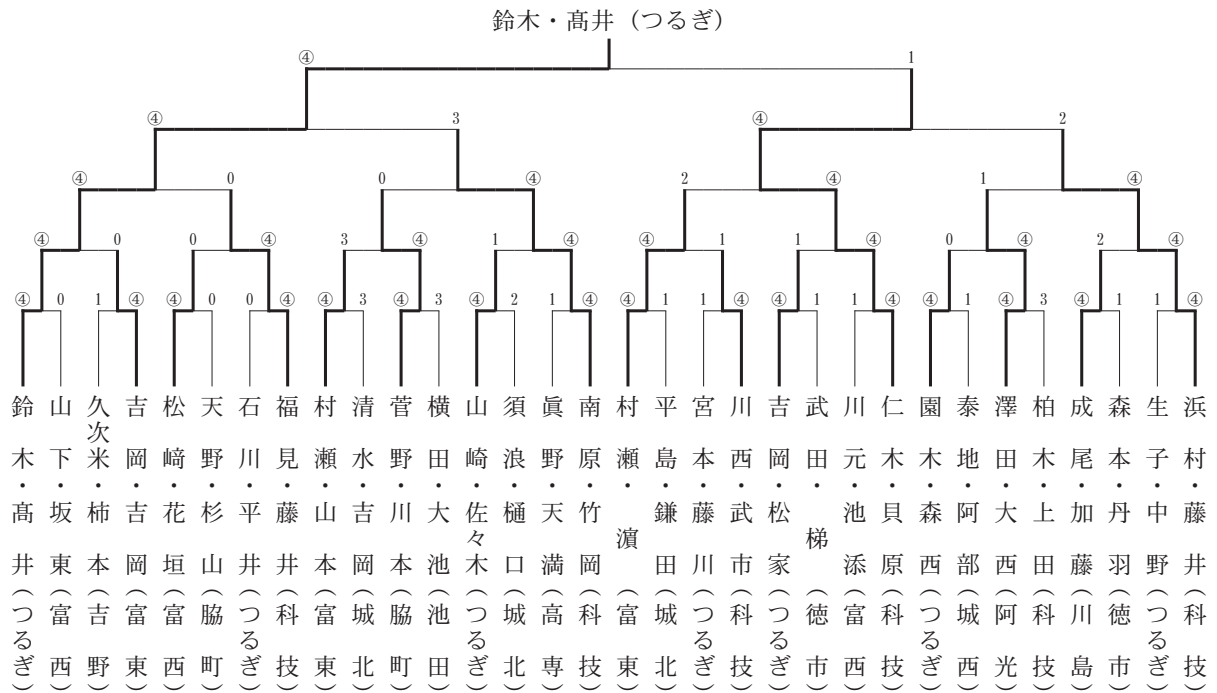 鈴木・髙井（つるぎ）
④ 1
④ 3 ④ 2
④ 0 0 ④ 2 ④ 1 ④
④ 0 0 ④ 3 ④ 1 ④ ④ 1 1 ④ 0 ④ 2 ④
④ 0 1 ④ ④ 0 0 ④ ④ 3 ④ 3 ④ 2 1 ④ ④ 1 1 ④ ④ 1 1 ④ ④ 1 ④ 3 ④ 1 1 ④
鈴木・髙井（つるぎ）
山下・坂東（富西）
久次米・柿本（吉野）
吉岡・吉岡（富東）
松﨑・花垣（富西）
天野・杉山（脇町）
石川・平井（つるぎ）
福見・藤井（科技）
村瀬・山本（富東）
清水・吉岡（城北）
菅野・川本（脇町）
横田・大池（池田）
山崎・佐々木（つるぎ）
須浪・樋口（城北）
眞野・天満（高専）
南原・竹岡（科技）
村瀬・濵（富東）
平島・鎌田（城北）
宮本・藤川（つるぎ）
川西・武市（科技）
吉岡・松家（つるぎ）
武田・梯（徳市）
川元・池添（富西）
仁木・貝原（科技）
園木・森西（つるぎ）
泰地・阿部（城西）
澤田・大西（阿光）
柏木・上田（科技）
成尾・加藤（川島）
森本・丹羽（徳市）
生子・中野（つるぎ）
浜村・藤井（科技）